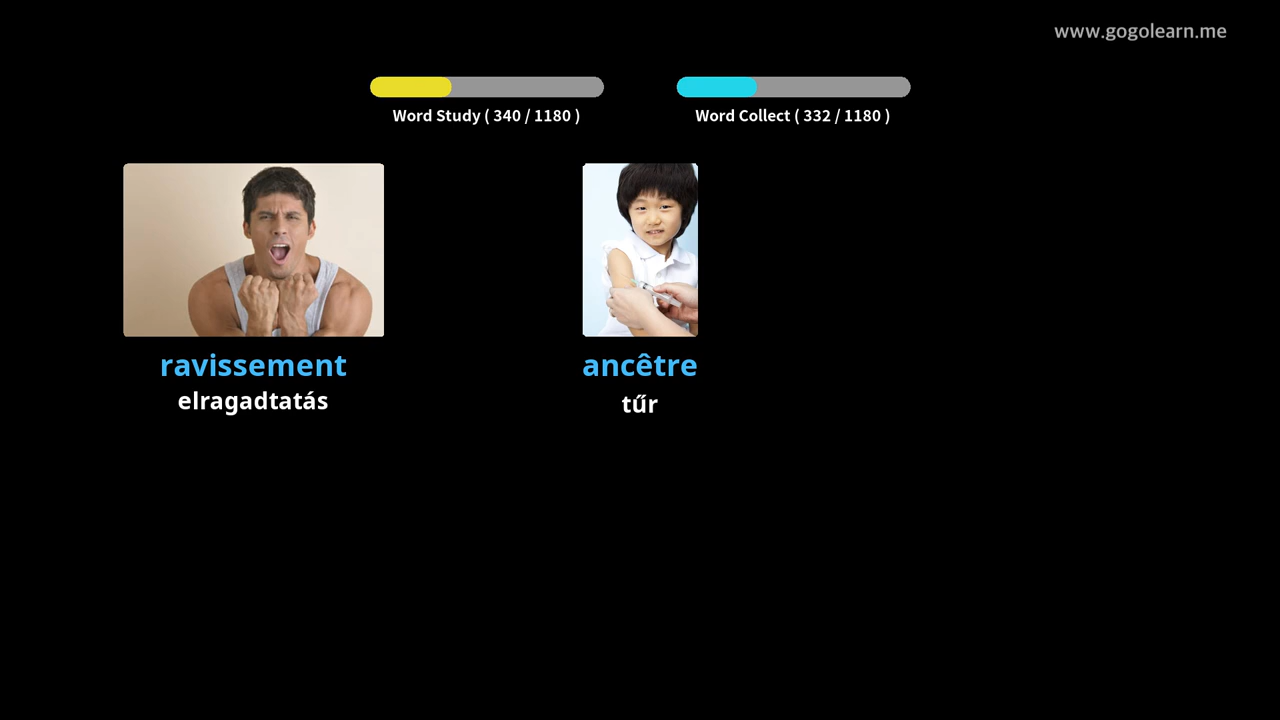 www.gogolearn.me
Word Study ( 340 / 1180 )
Word Collect ( 332 / 1180 )
ravissement
elragadtatás
ancêtre
tűr